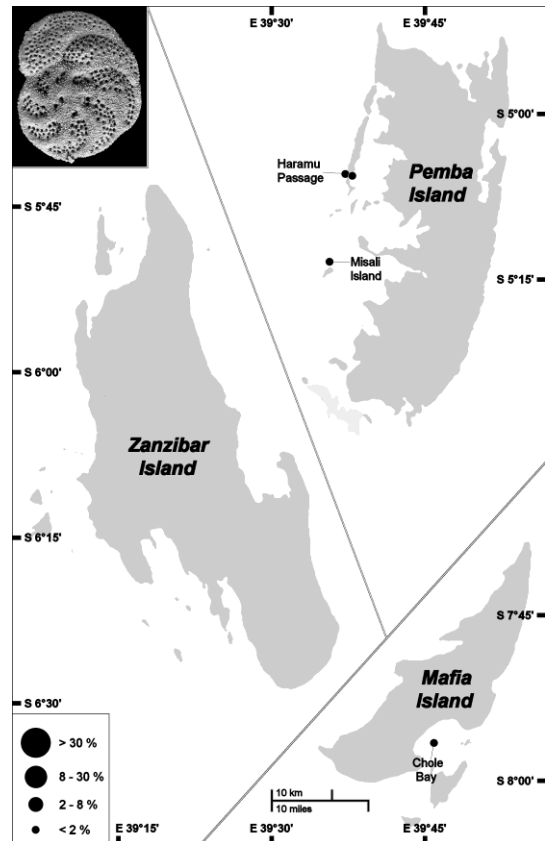 E 39°30'
E 39°45'
S 5°00'
Haramu
Passage
Pemba
Island
S 5°45'
Misali
Island
S 5°15'
S 6°00'
Zanzibar
Island
S 6°15'
S 7°45'
Mafia
Island
S 6°30'
> 30 %
8 - 30 %
2 - 8 %
< 2 %
Chole
Bay
S 8°00'
10 km
10 miles
E 39°15'
E 39°30'
E 39°45'